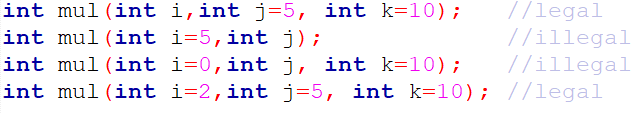 int mul(int i,int j=5, int k=10); //legal
int mul(int i=5,int j); //illegal
int mul(int i=0,int j, int k=10); //illegal
int mul(int i=2,int j=5, int k=10); //legal